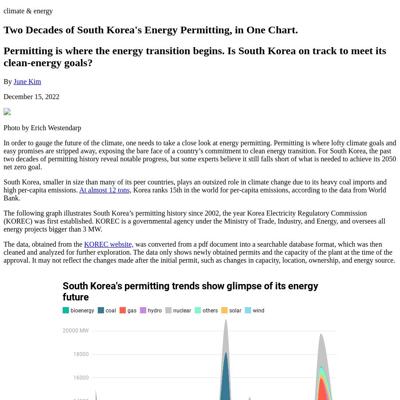 climate & energy
Two Decades of South Korea's Energy Permitting, in One Chart.
Permitting is where the energy transition begins. Is South Korea on track to meet its
clean-energy goals?
By June Kim
December 15, 2022
Photo by Erich Westendarp
In order to gauge the future of the climate, one needs to take a close look at energy permitting. Permitting is where lofty climate goals and
easy promises are stripped away, exposing the bare face of a country's commitment to clean energy transition. For South Korea, the past
two decades of permitting history reveal notable progress, but some experts believe it still falls short of what is needed to achieve its 2050
net zero goal.
South Korea, smaller in size than many of its peer countries, plays an outsized role in climate change due to its heavy coal imports and
high per-capita emissions. At almost 12 tons, Korea ranks 15th in the world for per-capita emissions, according to the data from World
Bank.
The following graph illustrates South Korea's permitting history since 2002, the year Korea Electricity Regulatory Commission
(KOREC) was first established. KOREC is a governmental agency under the Ministry of Trade, Industry, and Energy, and oversees all
energy projects bigger than 3 MW.
The data, obtained from the KOREC website, was converted from a pdf document into a searchable database format, which was then
cleaned and analyzed for further exploration. The data only shows newly obtained permits and the capacity of the plant at the time of the
approval. It may not reflect the changes made after the initial permit, such as changes in capacity, location, ownership, and energy source.
South Korea's permitting trends show glimpse of its energy
future
bioenergy coal gas hydro nuclear others solar wind
20000 MW
18000
16000
14000